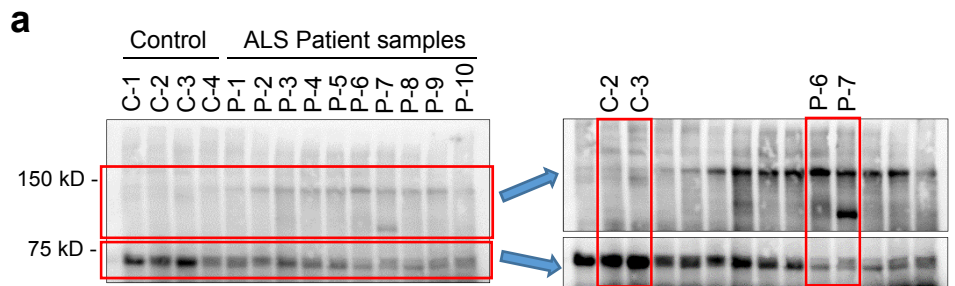 a
Control ALS Patient samples
C-1 C-2 C-3 C-4 P-1 P-2 P-3 P-4 P-5 P-6 P-7 P-8 P-9 P-10
C-2 C-3 P-6 P-7
150 kD -
75 kD -